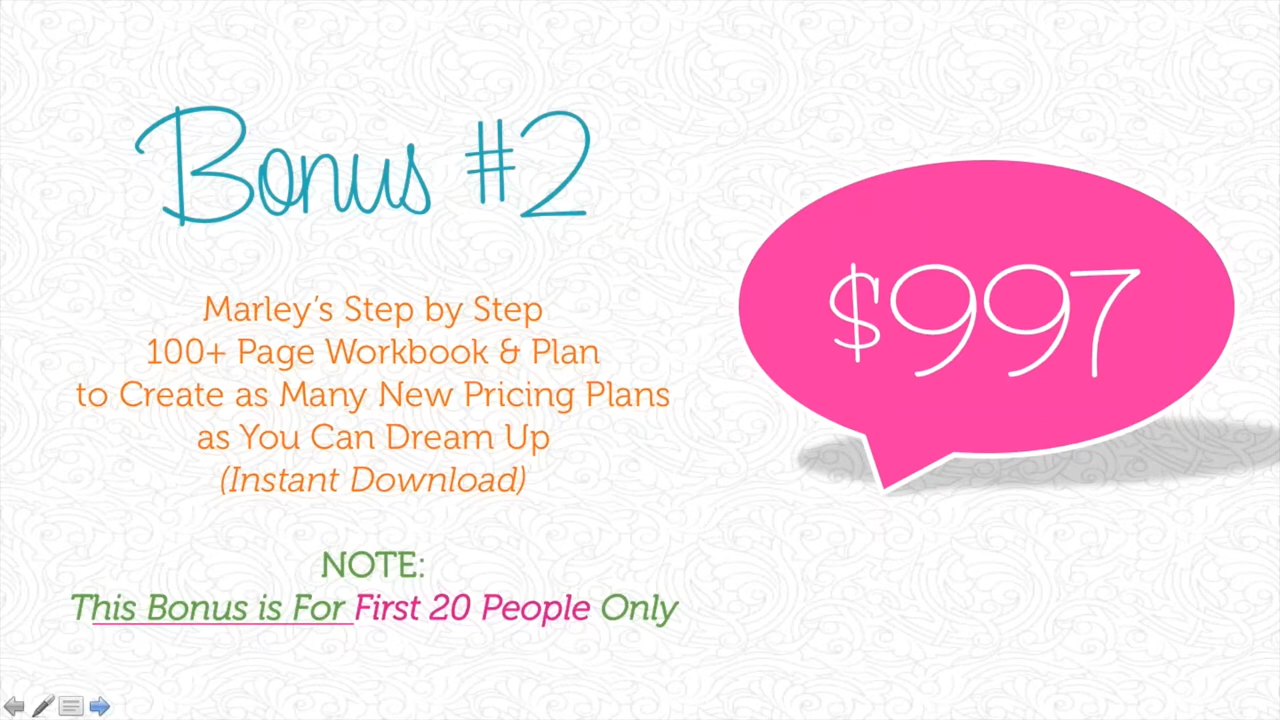 Bonus #2
Marley’s Step by Step
100+ Page Workbook & Plan
to Create as Many New Pricing Plans
as You Can Dream Up
(Instant Download)
NOTE:
This Bonus is For First 20 People Only
$997